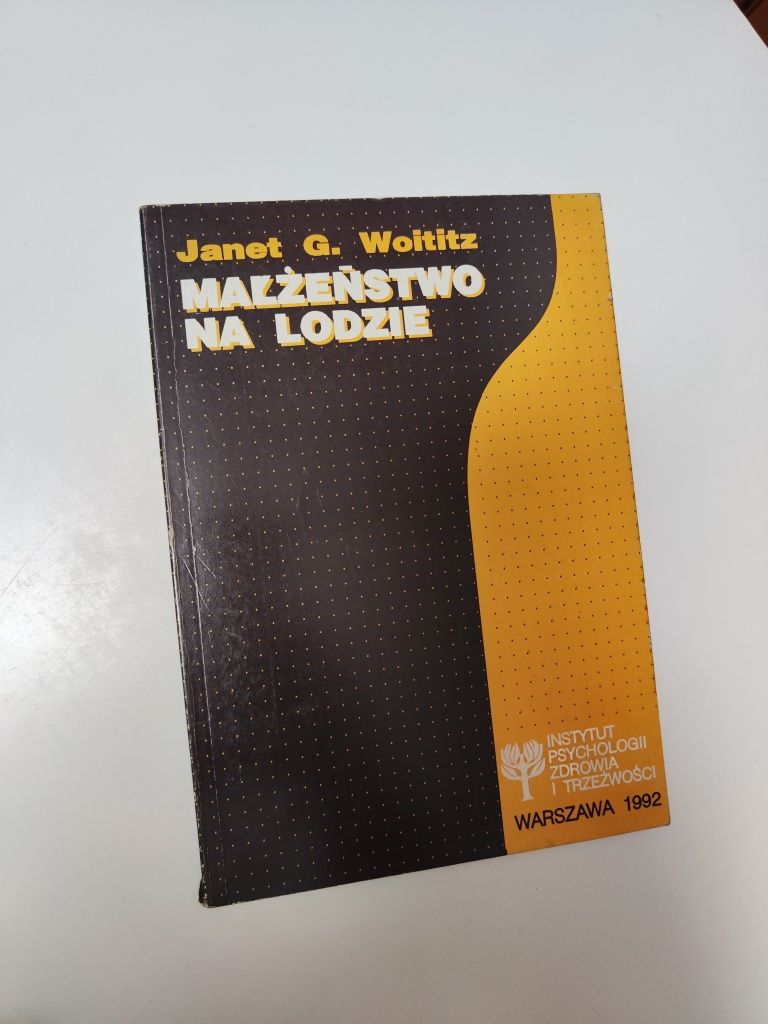 Janet G. Woititz
MAŁŻEŃSTWO
NA LODZIE
INSTYTUT
PSYCHOLOGII
ZDROWIA
I TRZEŹWOŚCI
WARSZAWA 1992